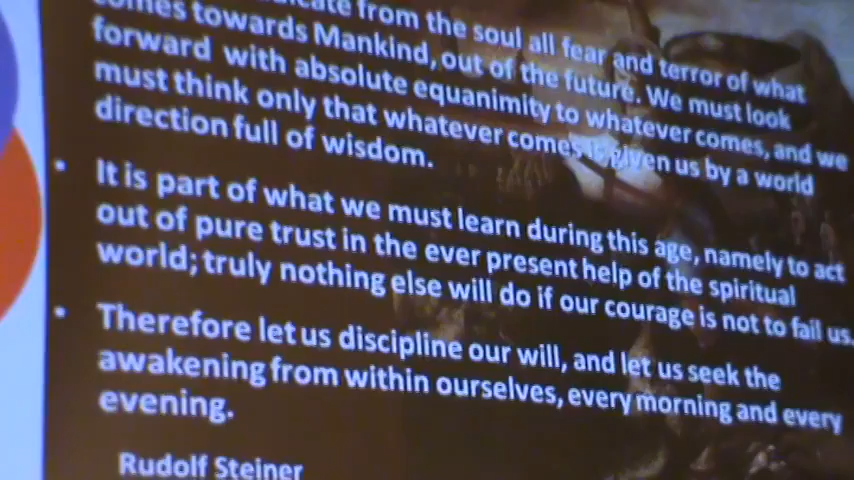 from the soul all fear and terror of what
comes towards Mankind, out of the future. We must look
forward with absolute equanimity to whatever comes, and we
must think only that whatever comes is given us by a world
direction full of wisdom.
• It is part of what we must learn during this age, namely to act
out of pure trust in the ever present help of the spiritual
world; truly nothing else will do if our courage is not to fail us.
• Therefore let us discipline our will, and let us seek the
awakening from within ourselves, every morning and every
evening.
Rudolf Steiner